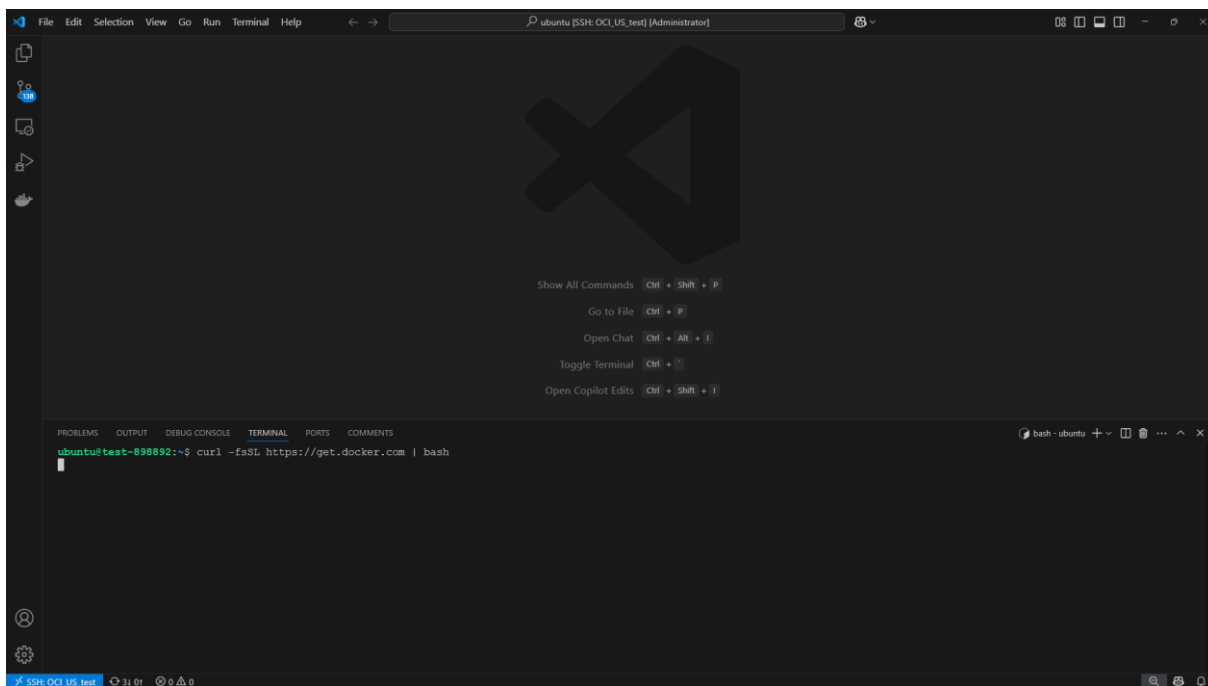 File Edit Selection View Go Run Terminal Help
ubuntu [SSH: OCI_US_test] [Administrator]
138
Show All Commands Ctrl + Shift + P
Go to File Ctrl + P
Open Chat Ctrl + Alt + I
Toggle Terminal Ctrl + `
Open Copilot Edits Ctrl + Shift + I
PROBLEMS OUTPUT DEBUG CONSOLE TERMINAL PORTS COMMENTS
bash - ubuntu
ubuntu@test-898892:~$ curl -fsSL https://get.docker.com | bash
SSH: OCI_US_test 3↓ 0↑ 0 0